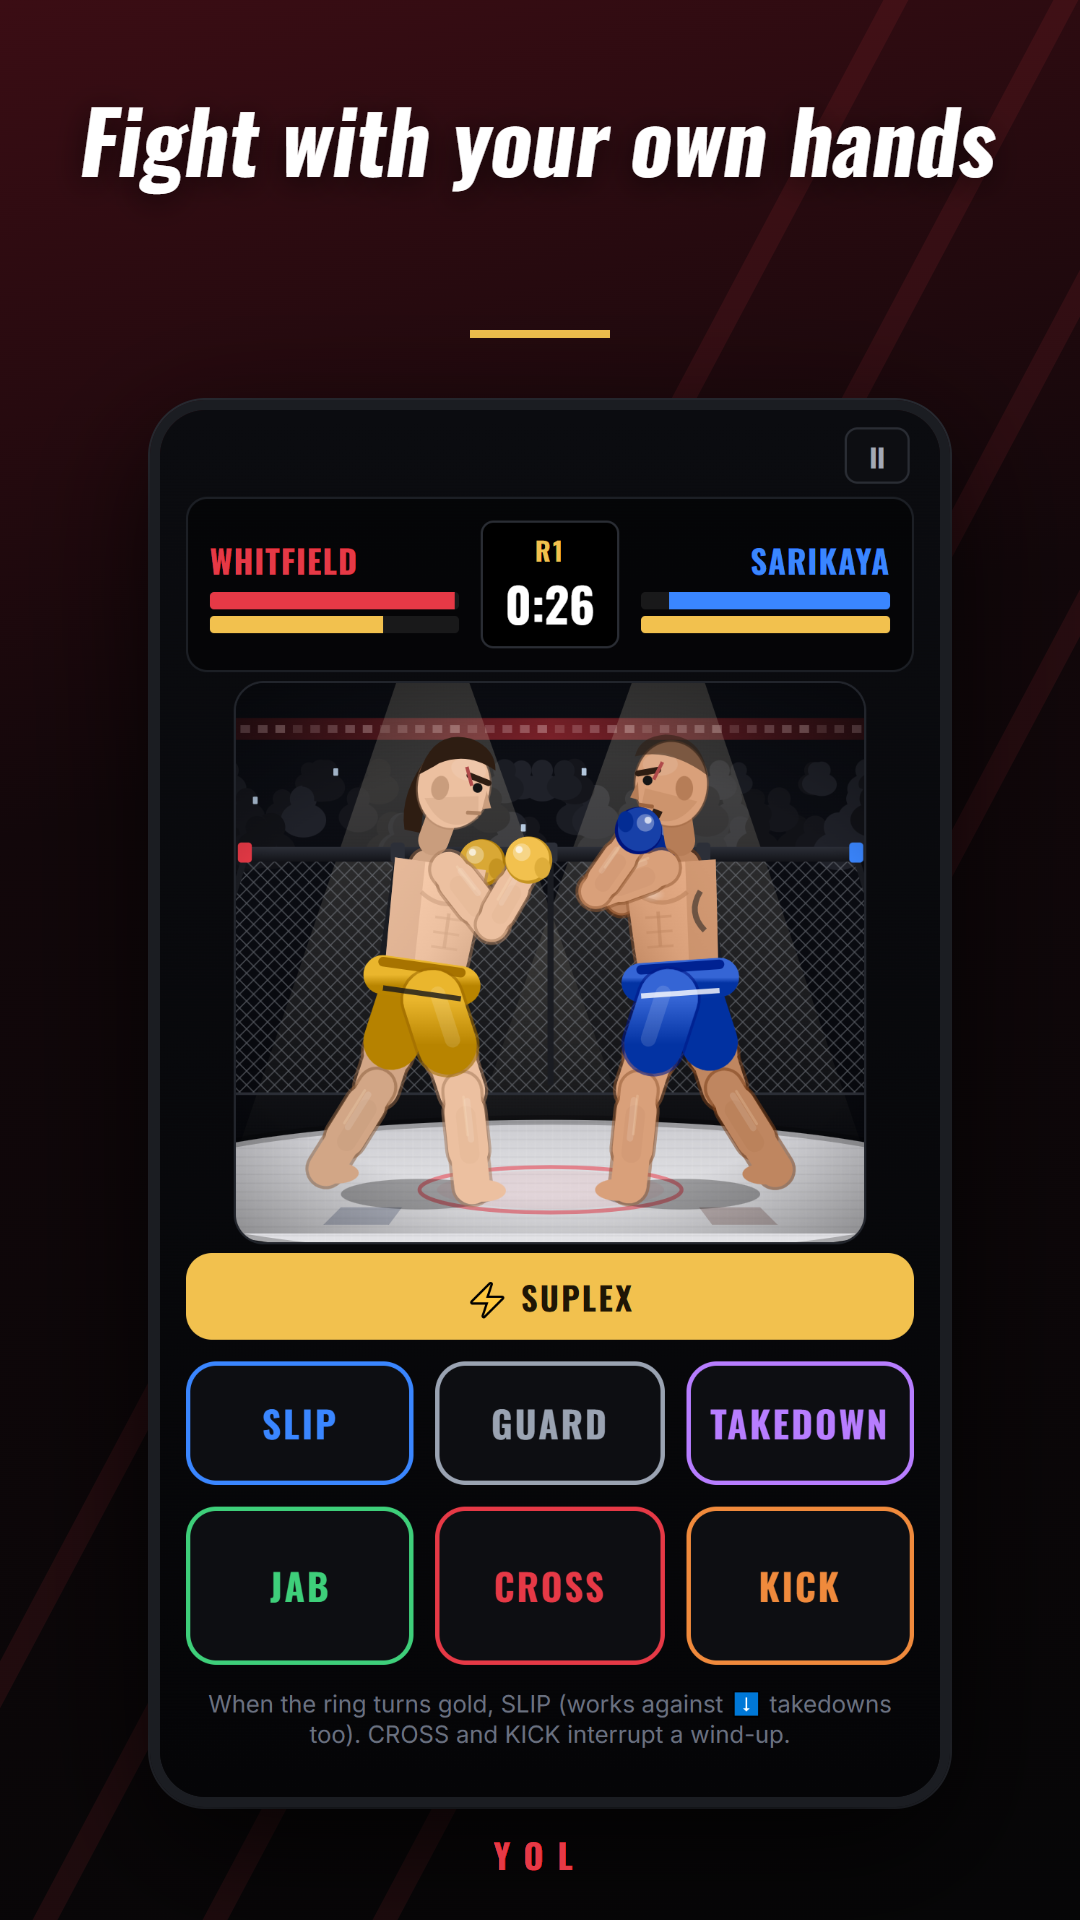 Fight with your own hands
WHITFIELD
R1
0:26
SARIKAYA
SUPLEX
SLIP
GUARD
TAKEDOWN
JAB
CROSS
KICK
When the ring turns gold, SLIP (works against ⬇️ takedowns
too). CROSS and KICK interrupt a wind-up.
YOL